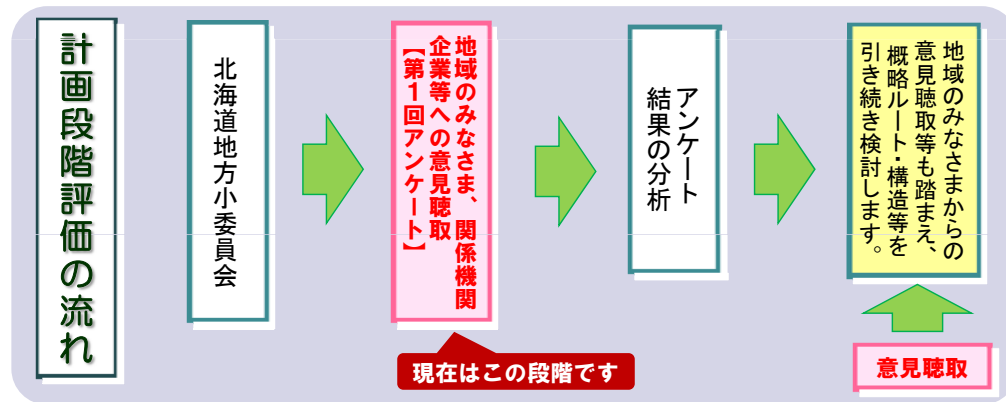 計画段階評価の流れ
北海道地方小委員会
地域のみなさま、関係機関
企業等への意見聴取
【第1回アンケート】
現在はこの段階です
アンケート
結果の分析
地域のみなさまからの
意見聴取等も踏まえ、
概略ルート・構造等を
引き続き検討します。
意見聴取